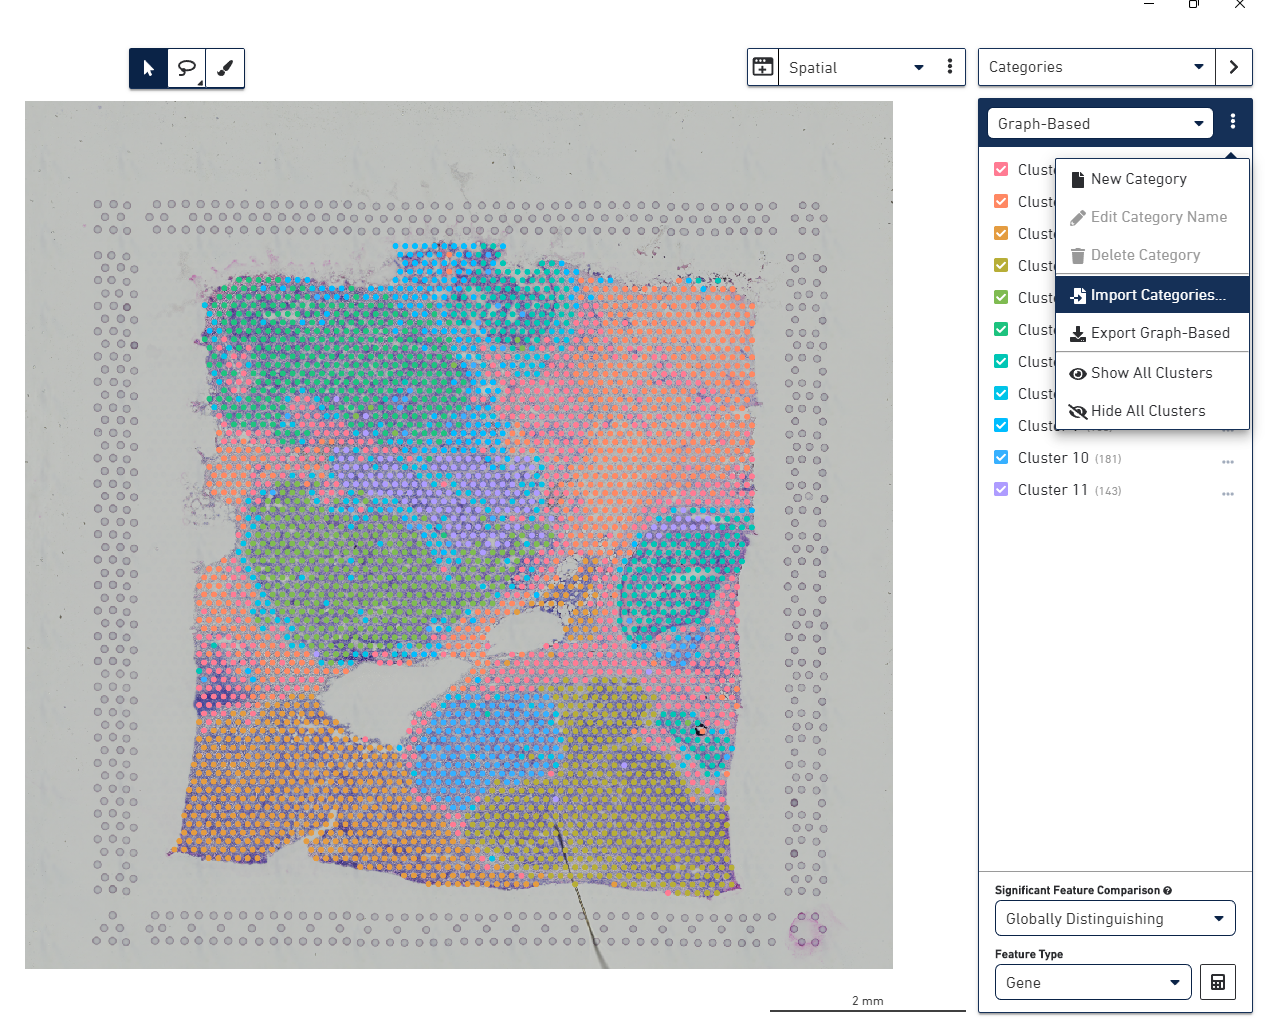 Spatial
Categories
Graph-Based
Clust
Clust
Clust
Clust
Clust
Clust
Clust
Clust
Clust
Cluster 10 (181)
Cluster 11 (143)
New Category
Edit Category Name
Delete Category
Import Categories...
Export Graph-Based
Show All Clusters
Hide All Clusters
Significant Feature Comparison
Globally Distinguishing
Feature Type
Gene
2 mm